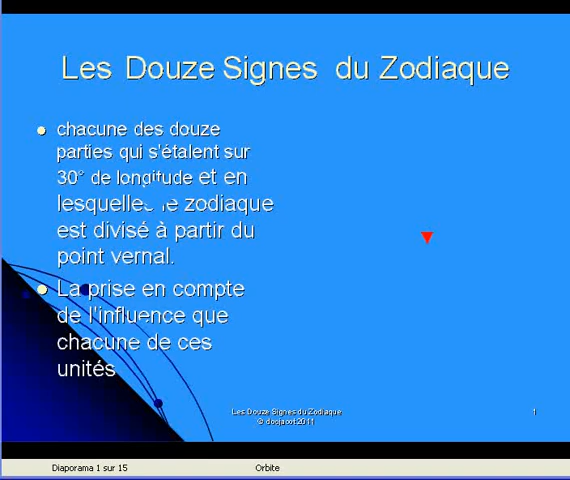 Les Douze Signes du Zodiaque
chacune des douze
parties qui s'étalent sur
30° de longitude et en
lesquelles le zodiaque
est divisé à partir du
point vernal.
La prise en compte
de l'influence que
chacune de ces
unités
Les Douze Signes du Zodiaque
© docjacot 2011
1
Diaporama 1 sur 15
Orbite